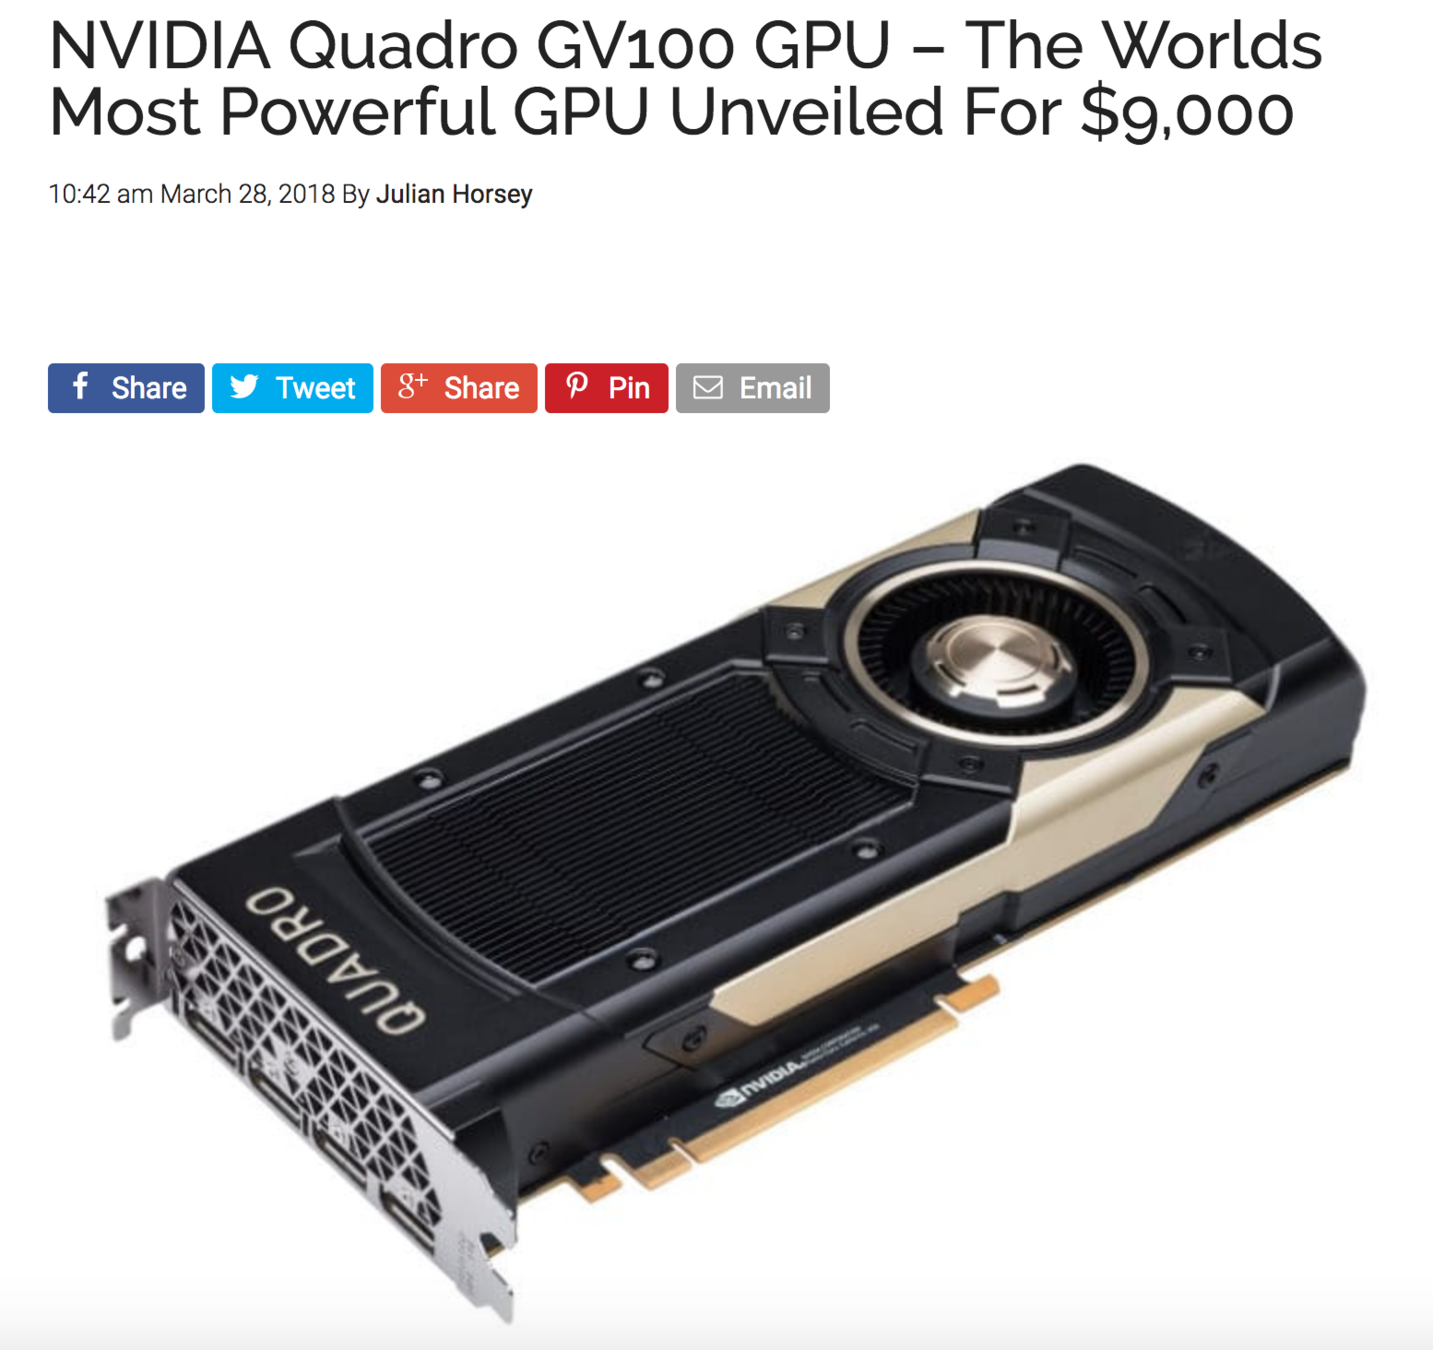 NVIDIA Quadro GV100 GPU – The Worlds
Most Powerful GPU Unveiled For $9,000
10:42 am March 28, 2018 By Julian Horsey
f Share
Tweet
g+ Share
Pin
Email
QUADRO
NVIDIA.